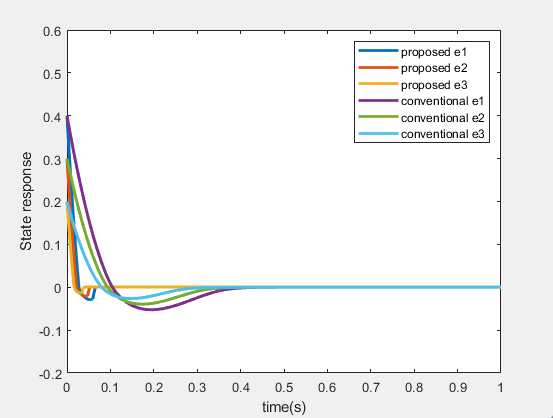 0.6
0.5
0.4
0.3
0.2
0.1
0
-0.1
-0.2
State response
proposed e1
proposed e2
proposed e3
conventional e1
conventional e2
conventional e3
0 0.1 0.2 0.3 0.4 0.5 0.6 0.7 0.8 0.9 1
time(s)